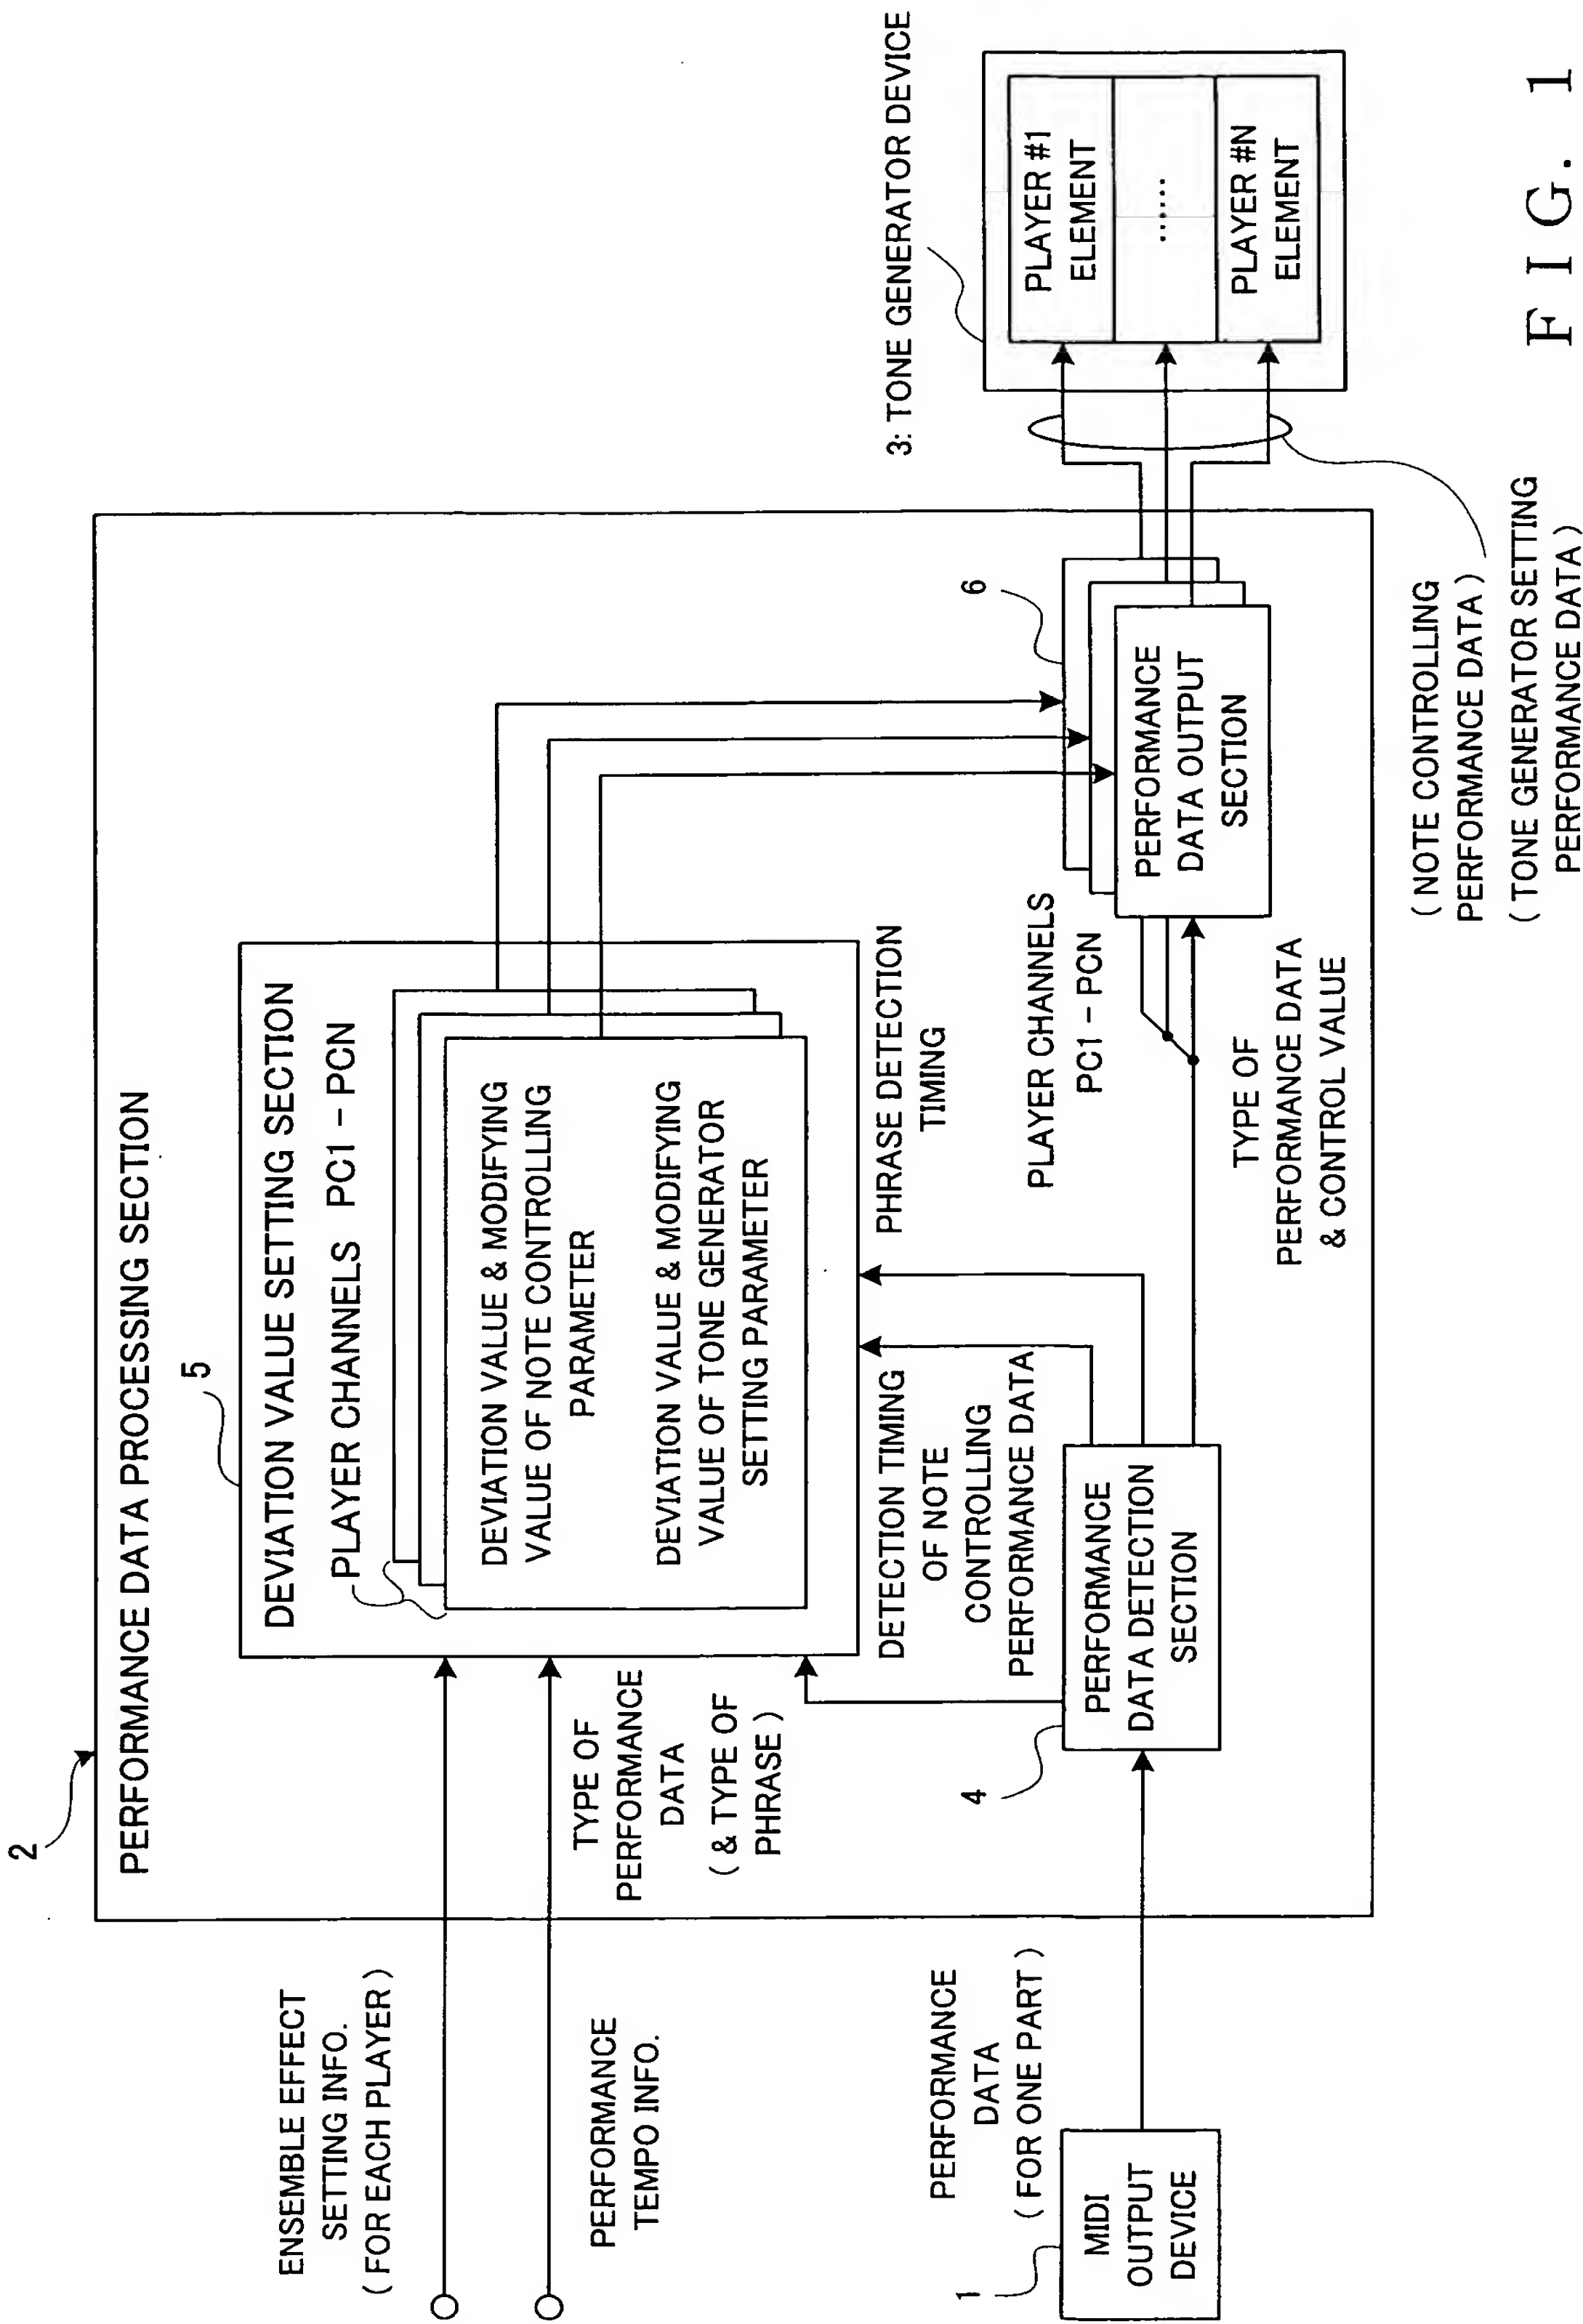 2
PERFORMANCE DATA PROCESSING SECTION
5
DEVIATION VALUE SETTING SECTION
PLAYER CHANNELS PC1 - PCN
DEVIATION VALUE & MODIFYING
VALUE OF NOTE CONTROLLING
PARAMETER
DEVIATION VALUE & MODIFYING
VALUE OF TONE GENERATOR
SETTING PARAMETER
ENSEMBLE EFFECT
SETTING INFO.
( FOR EACH PLAYER )
PERFORMANCE
TEMPO INFO.
TYPE OF
PERFORMANCE
DATA
( & TYPE OF
PHRASE )
DETECTION TIMING
OF NOTE
CONTROLLING
PERFORMANCE DATA
PHRASE DETECTION
TIMING
PERFORMANCE
DATA
( FOR ONE PART )
1
MIDI
OUTPUT
DEVICE
4
PERFORMANCE
DATA DETECTION
SECTION
PLAYER CHANNELS
PC1 - PCN
TYPE OF
PERFORMANCE DATA
& CONTROL VALUE
6
PERFORMANCE
DATA OUTPUT
SECTION
3: TONE GENERATOR DEVICE
PLAYER #1
ELEMENT
......
PLAYER #N
ELEMENT
( NOTE CONTROLLING
PERFORMANCE DATA )
( TONE GENERATOR SETTING
PERFORMANCE DATA )
FIG. 1